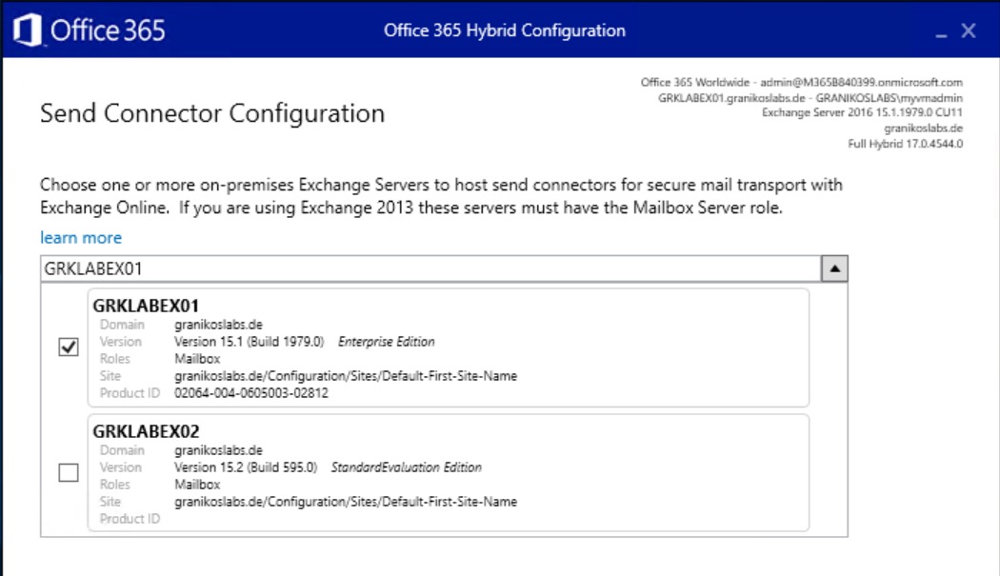 Office 365
Office 365 Hybrid Configuration
Office 365 Worldwide - admin@M365B840399.onmicrosoft.com
GRKLABEX01.granikoslabs.de - GRANIKOSLABS\myvmadmin
Exchange Server 2016 15.1.1979.0 CU11
granikoslabs.de
Full Hybrid 17.0.4544.0
Send Connector Configuration
Choose one or more on-premises Exchange Servers to host send connectors for secure mail transport with
Exchange Online.  If you are using Exchange 2013 these servers must have the Mailbox Server role.
learn more
GRKLABEX01
GRKLABEX01
Domain granikoslabs.de
Version Version 15.1 (Build 1979.0) Enterprise Edition
Roles Mailbox
Site granikoslabs.de/Configuration/Sites/Default-First-Site-Name
Product ID 02064-004-0605003-02812
GRKLABEX02
Domain granikoslabs.de
Version Version 15.2 (Build 595.0) StandardEvaluation Edition
Roles Mailbox
Site granikoslabs.de/Configuration/Sites/Default-First-Site-Name
Product ID